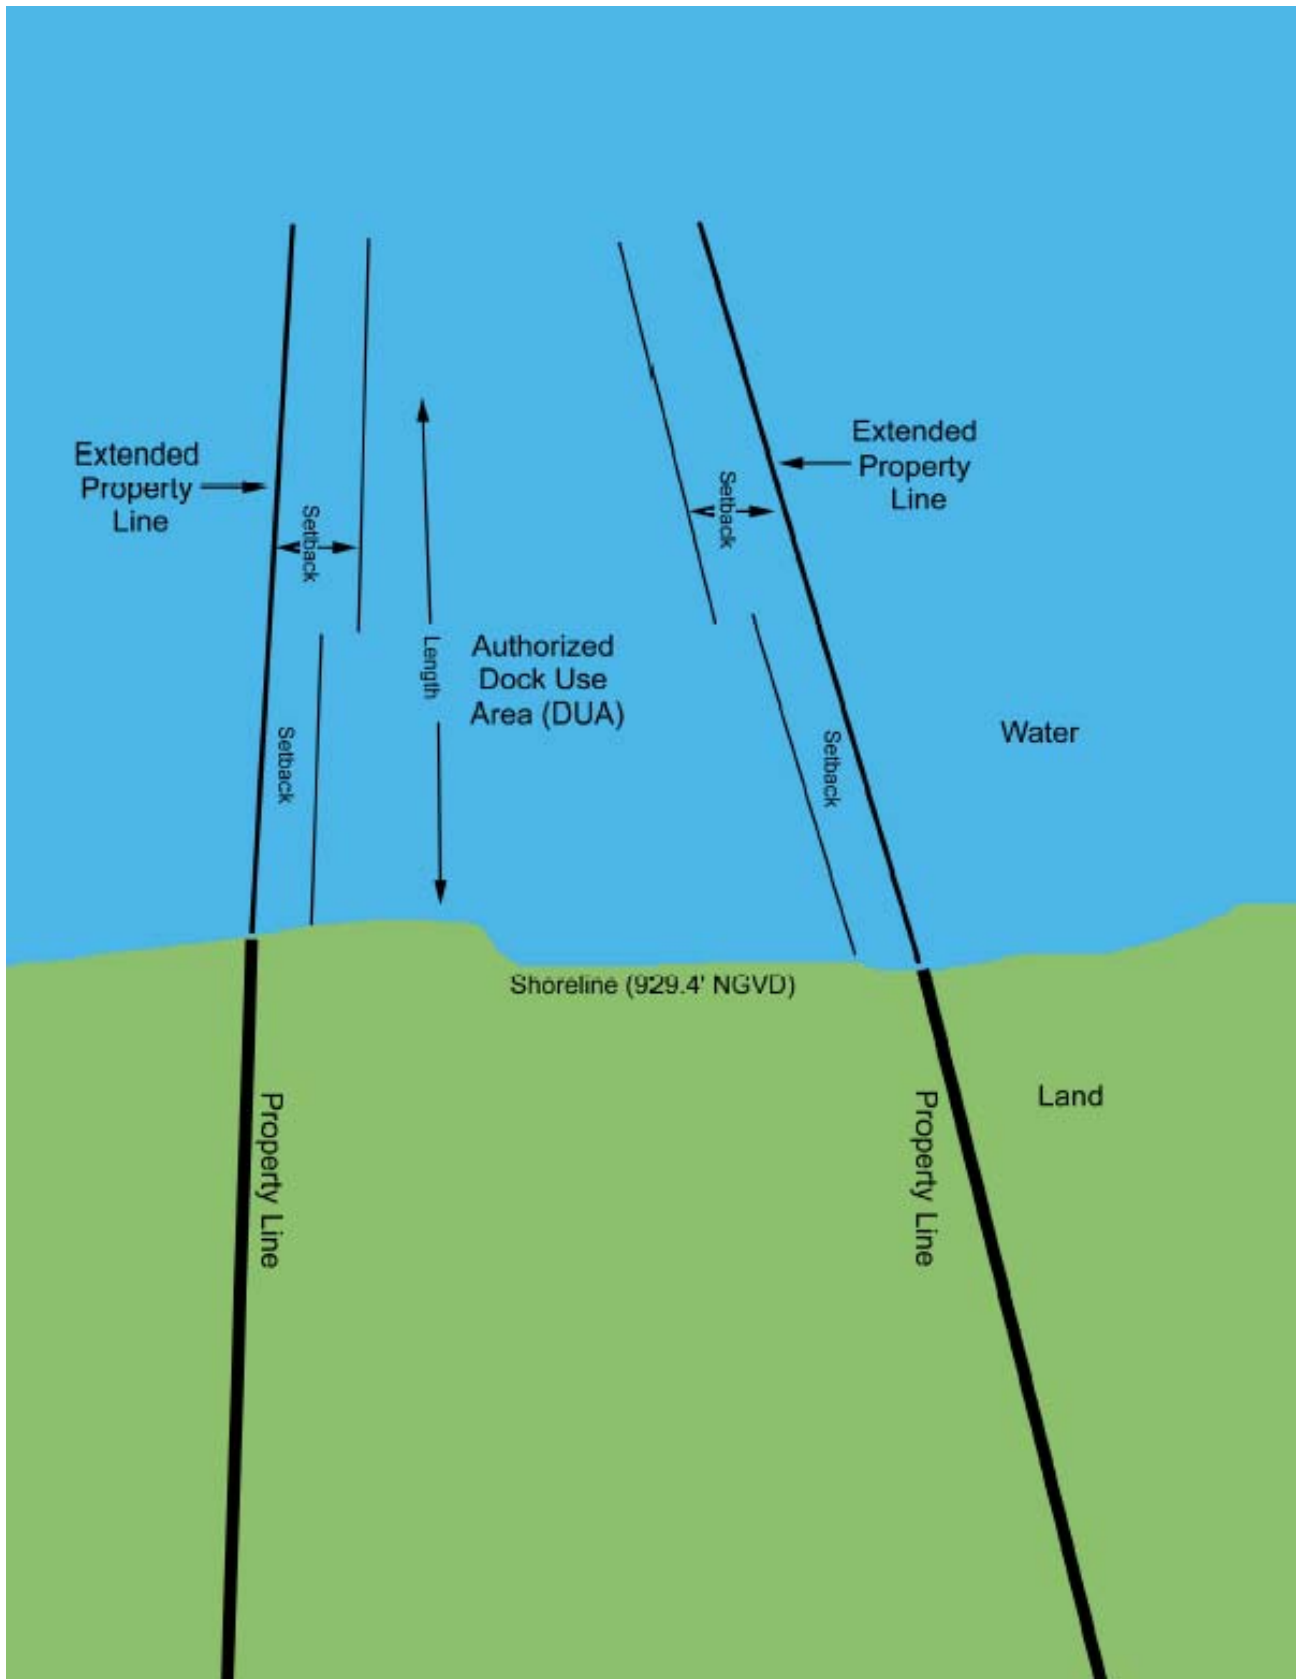 Extended
Property
Line
Extended
Property
Line
Setback
Setback
Length
Authorized
Dock Use
Area (DUA)
Water
Setback
Setback
Shoreline (929.4' NGVD)
Land
Property Line
Property Line